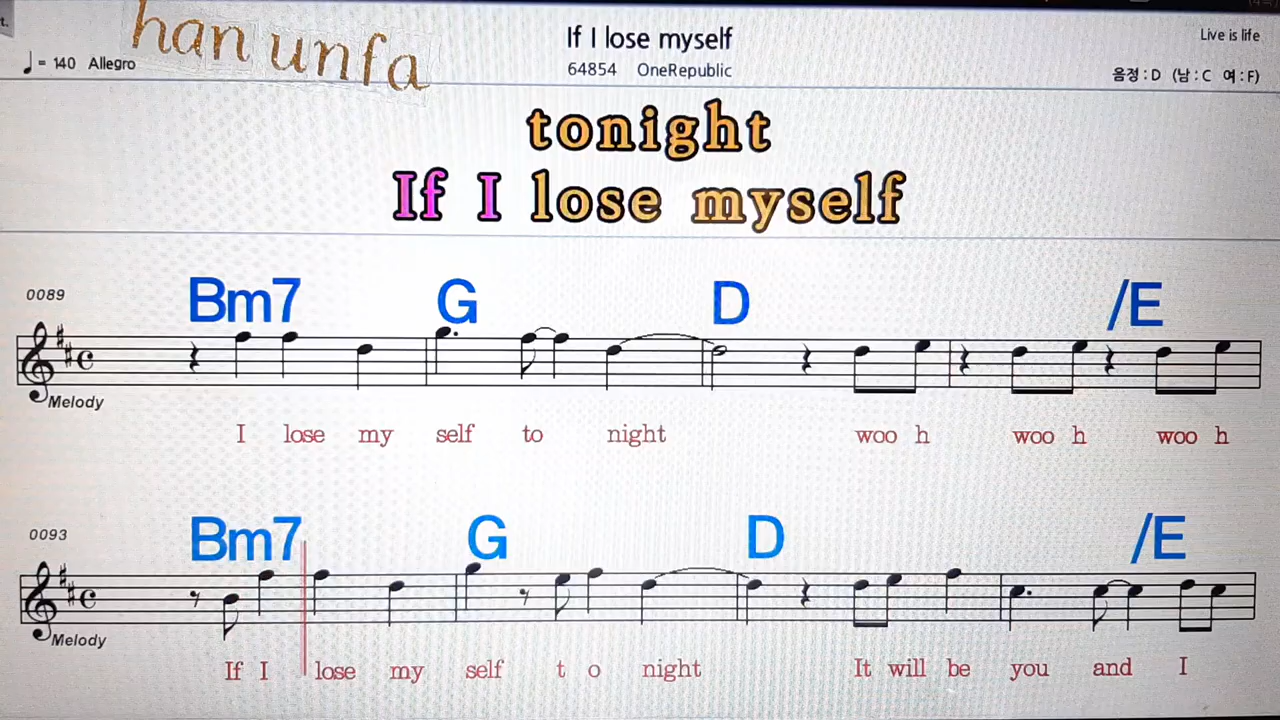 t.
han unfa
If I lose myself
Live is life
♩ = 140 Allegro
64854 OneRepublic
음정 : D (남 : C 여 : F)
tonight
If I lose myself
0089
Bm7 G D /E
Melody
I lose my self to night woo h woo h woo h
0093
Bm7 G D /E
Melody
If I lose my self t o night It will be you and I